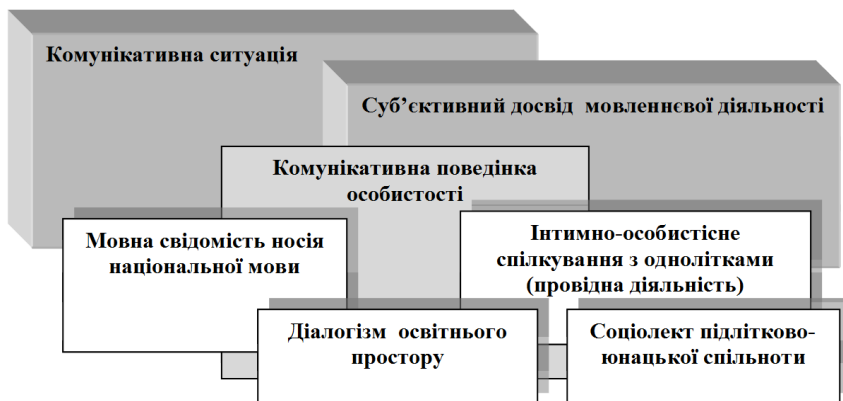 Комунікативна ситуація
Суб’єктивний досвід мовленнєвої діяльності
Комунікативна поведінка
особистості
Мовна свідомість носія
національної мови
Інтимно-особистісне
спілкування з однолітками
(провідна діяльність)
Діалогізм освітнього
простору
Соціолект підлітково-
юнацької спільноти